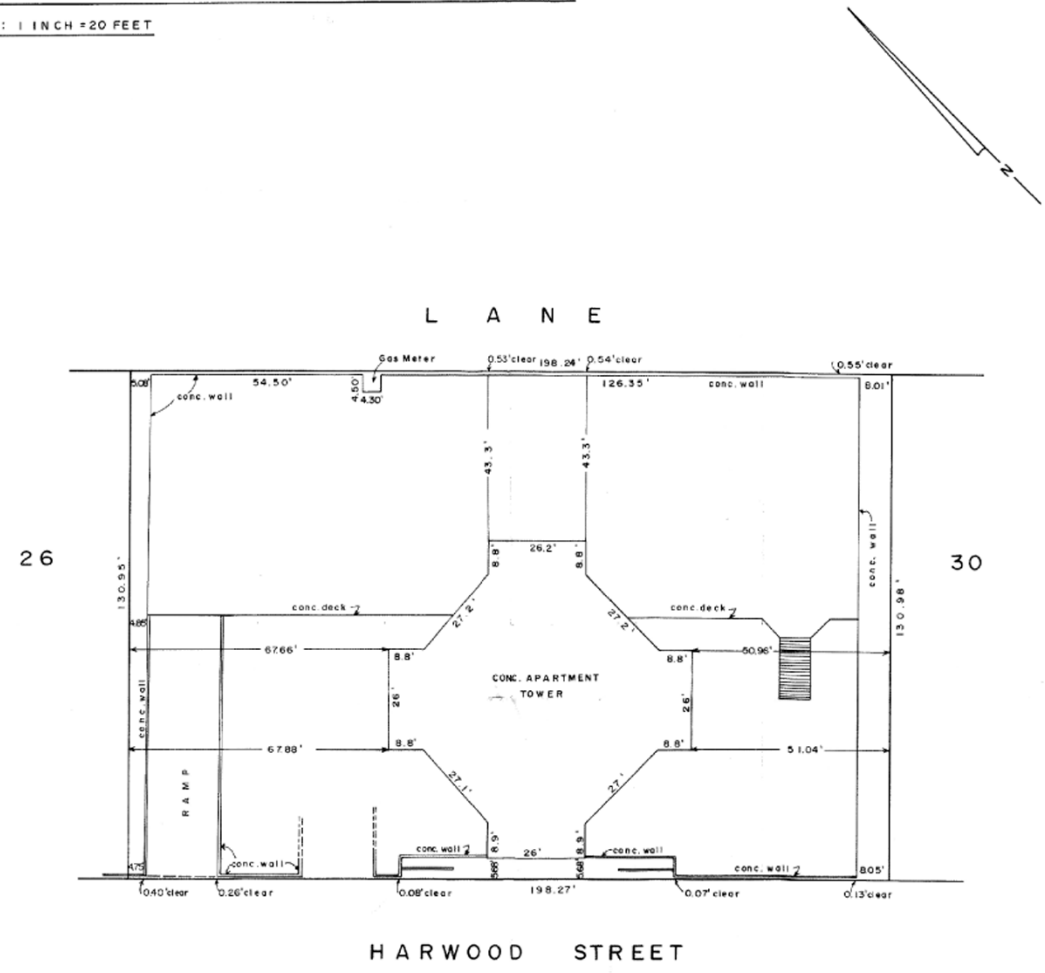 : 1 INCH = 20 FEET
N
LANE
Gas Meter
0.53' clear
198.24'
0.54' clear
0.55' clear
5.08'
54.50'
4.50'
4.30'
126.35'
conc. wall
8.01'
conc. wall
43.3'
43.3'
26
130.95'
8.8'
26.2'
8.8'
conc. wall
30
130.98'
4.85'
conc. deck
27.2'
27.2'
conc. deck
67.66'
8.8'
8.8'
50.96'
CONC. APARTMENT
TOWER
conc. wall
26'
26'
67.88'
8.8'
8.8'
51.04'
RAMP
27.1'
27'
4.75'
conc. wall
conc. wall
8.9'
26'
8.9'
conc. wall
5.68'
conc. wall
8.05'
0.40' clear
0.26' clear
0.08' clear
198.27'
0.07' clear
0.13' clear
HARWOOD STREET